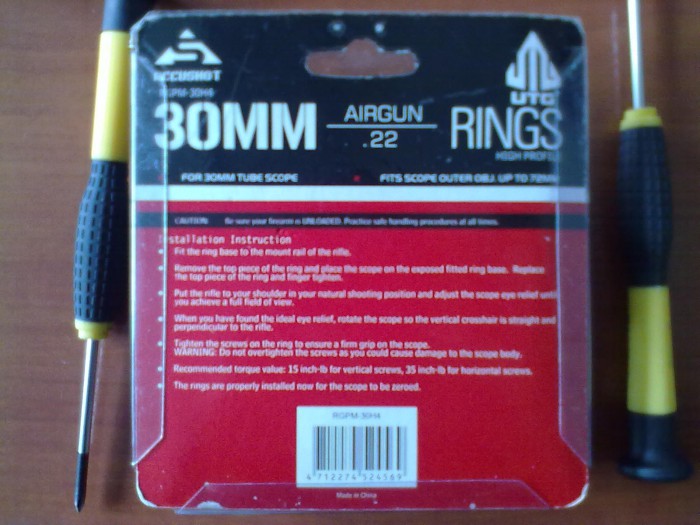 ACCUSHOT
RGPM-30H4
UTG
30MM AIRGUN .22 RINGS
HIGH PROFILE
FOR 30MM TUBE SCOPE
FITS SCOPE OUTER OBJ. UP TO 72MM
CAUTION: Be sure your firearm is UNLOADED. Practice safe handling procedures at all times.
Installation Instruction
Fit the ring base to the mount rail of the rifle.
Remove the top piece of the ring and place the scope on the exposed fitted ring base. Replace
the top piece of the ring and finger tighten.
Put the rifle to your shoulder in your natural shooting position and adjust the scope eye relief until
you achieve a full field of view.
When you have found the ideal eye relief, rotate the scope so the vertical crosshair is straight and
perpendicular to the rifle.
Tighten the screws on the ring to ensure a firm grip on the scope.
WARNING: Do not overtighten the screws as you could cause damage to the scope body.
Recommended torque value: 15 inch-lb for vertical screws, 35 inch-lb for horizontal screws.
The rings are properly installed now for the scope to be zeroed.
RGPM-30H4
4 712274 524569
Made in China